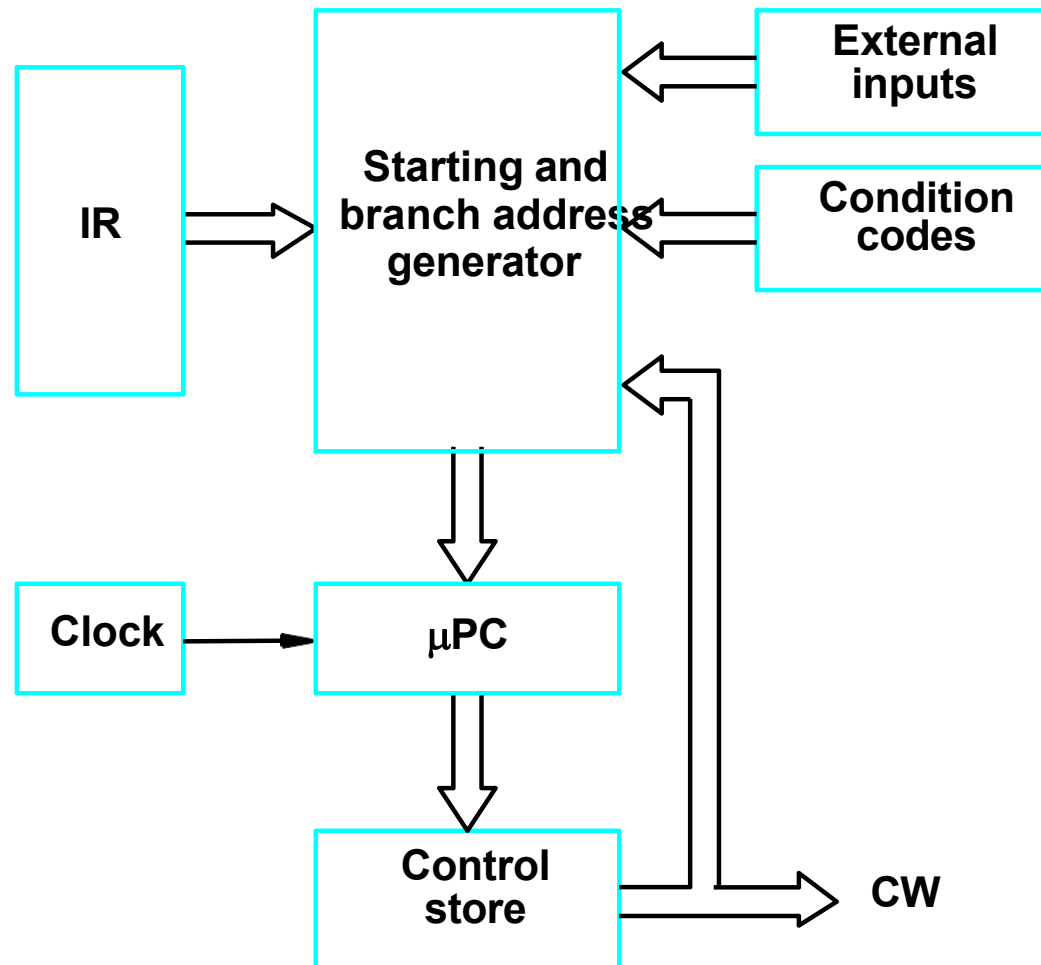 External
inputs
IR
Starting and
branch address
generator
Condition
codes
Clock
μPC
Control
store
CW